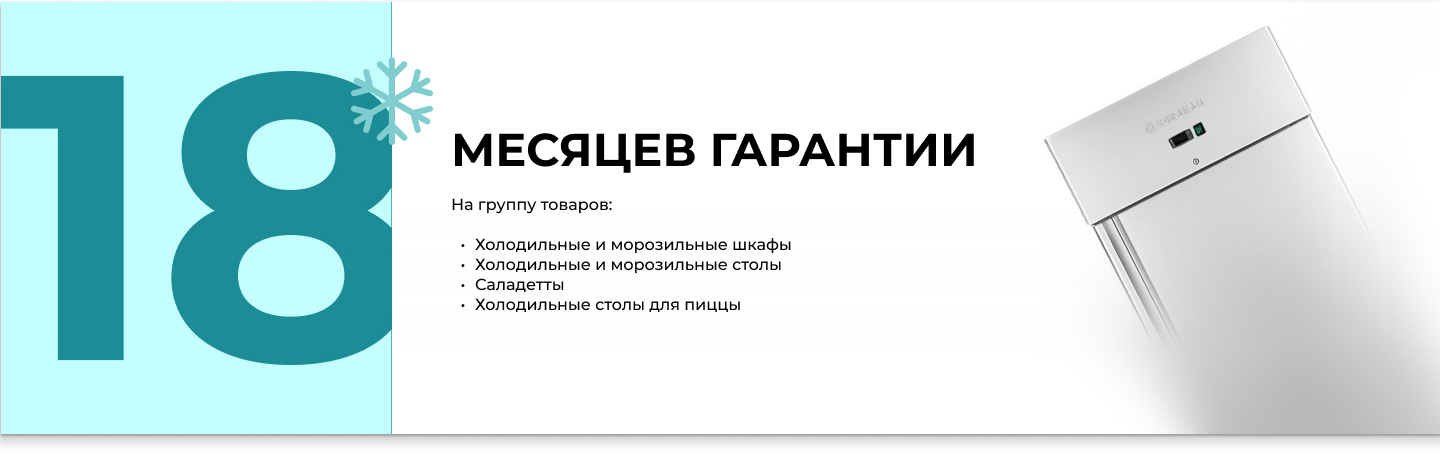 18
МЕСЯЦЕВ ГАРАНТИИ
На группу товаров:
• Холодильные и морозильные шкафы
• Холодильные и морозильные столы
• Саладетты
• Холодильные столы для пиццы